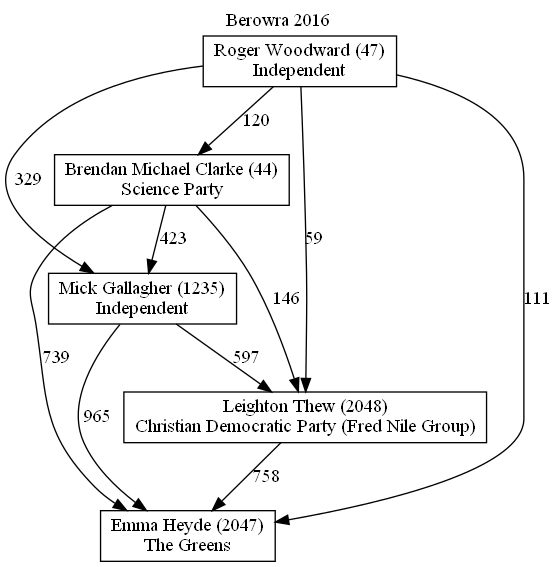 Berowra 2016
Roger Woodward (47)
Independent
120
Brendan Michael Clarke (44)
Science Party
329
423
59
Mick Gallagher (1235)
Independent
146
111
739
597
Leighton Thew (2048)
Christian Democratic Party (Fred Nile Group)
965
758
Emma Heyde (2047)
The Greens